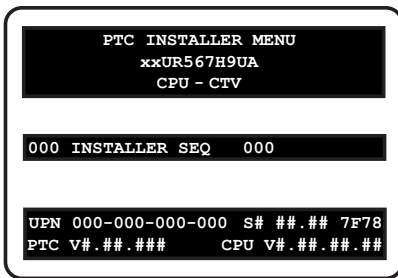 PTC INSTALLER MENU
xxUR567H9UA
CPU – CTV
000 INSTALLER SEQ 000
UPN 000-000-000-000 S# ##.## 7F78
PTC V#.##.### CPU V#.##.##.##